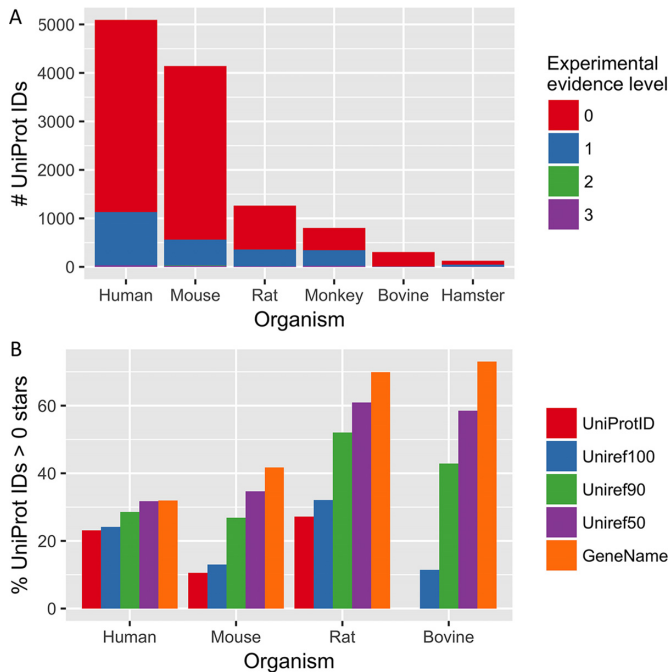 A
# UniProt IDs
5000
4000
3000
2000
1000
0
Human Mouse Rat Monkey Bovine Hamster
Organism
Experimental
evidence level
0
1
2
3
B
% UniProt IDs > 0 stars
60
40
20
0
Human Mouse Rat Bovine
Organism
UniProtID
Uniref100
Uniref90
Uniref50
GeneName